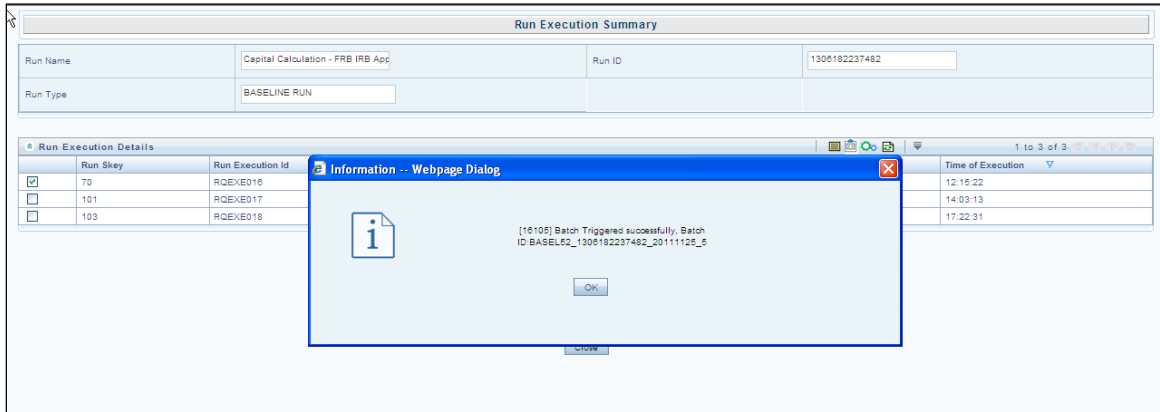 Run Execution Summary
Run Name Capital Calculation - FRB IRB App Run ID 1306182237482
Run Type BASELINE RUN
Run Execution Details 1 to 3 of 3
Run Skey Run Execution Id Time of Execution
70 RQEXE016 12:15:22
101 RQEXE017 14:03:13
103 RQEXE018 17:22:31
Information -- Webpage Dialog
[16105] Batch Triggered successfully, Batch
ID:BASEL52_1306182237482_20111125_5
OK
Close